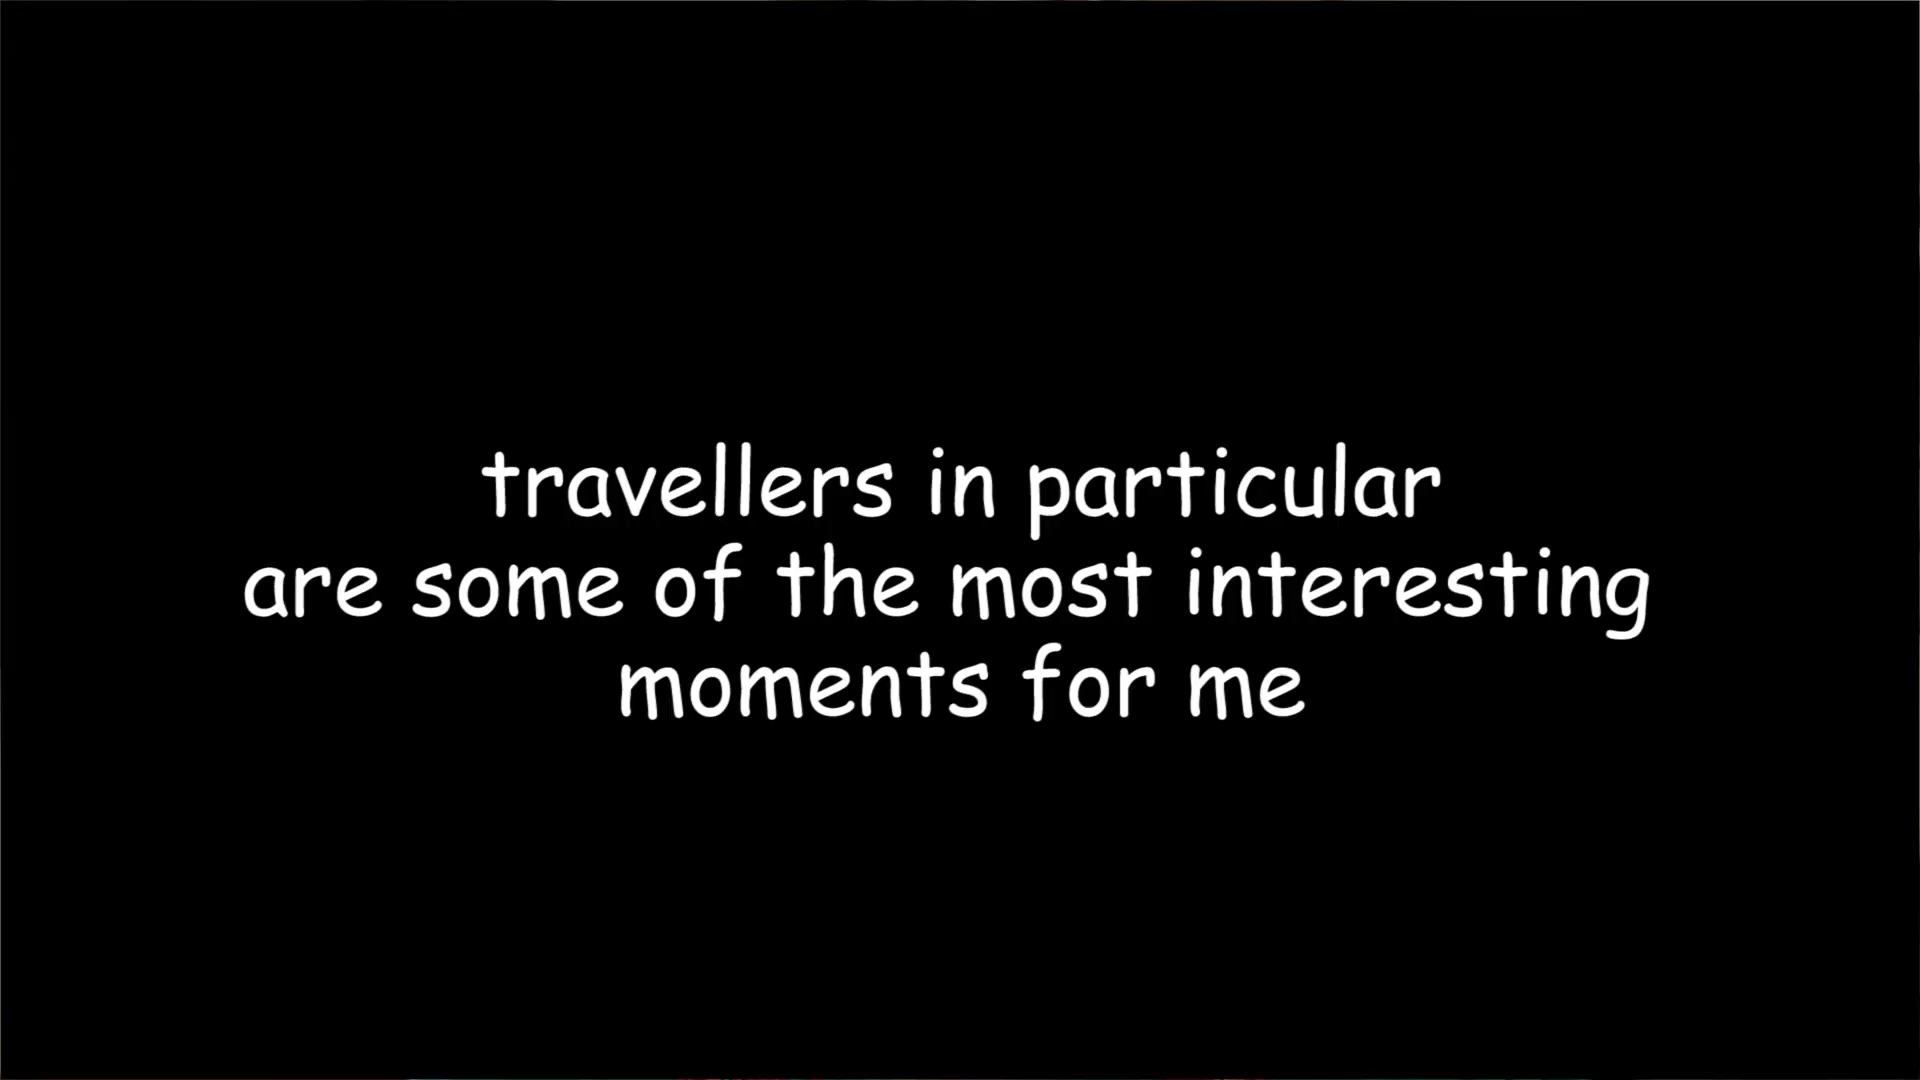 travellers in particular
are some of the most interesting
moments for me